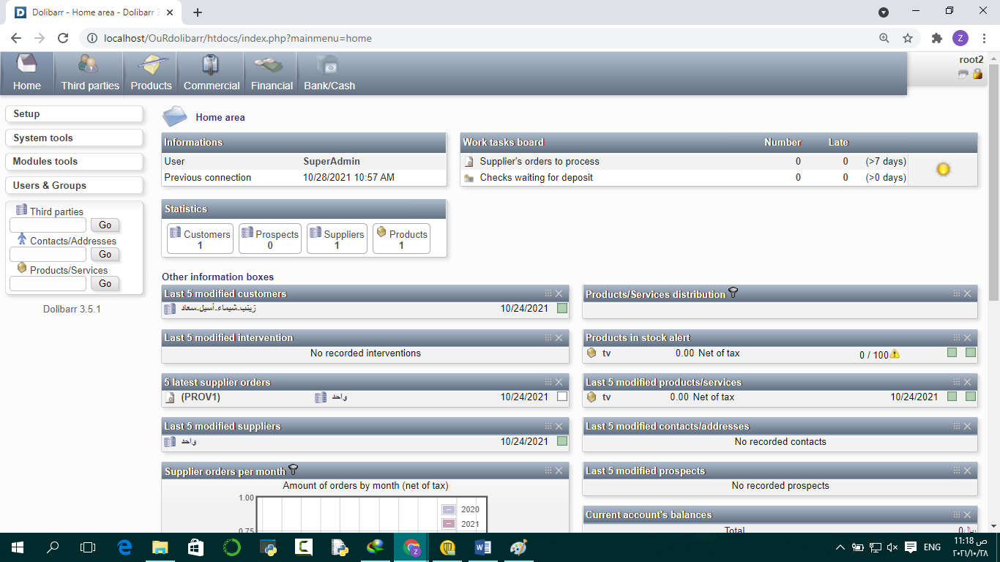 Dolibarr - Home area - Dolibarr
localhost/OuRdolibarr/htdocs/index.php?mainmenu=home
Z
Home
Third parties
Products
Commercial
Financial
Bank/Cash
root2
Setup
System tools
Modules tools
Users & Groups
Third parties
Go
Contacts/Addresses
Go
Products/Services
Go
Dolibarr 3.5.1
Home area
Informations
User SuperAdmin
Previous connection 10/28/2021 10:57 AM
Work tasks board Number Late
Supplier's orders to process 0 0 (>7 days)
Checks waiting for deposit 0 0 (>0 days)
Statistics
Customers
1
Prospects
0
Suppliers
1
Products
1
Other information boxes
Last 5 modified customers
زينب-شيماء-أسيل-سعاد 10/24/2021
Last 5 modified intervention
No recorded interventions
5 latest supplier orders
(PROV1) واحد 10/24/2021
Last 5 modified suppliers
واحد 10/24/2021
Supplier orders per month
Amount of orders by month (net of tax)
1.00
0.75
2020
2021
Products/Services distribution
Products in stock alert
tv 0.00 Net of tax 0 / 100
Last 5 modified products/services
tv 0.00 Net of tax 10/24/2021
Last 5 modified contacts/addresses
No recorded contacts
Last 5 modified prospects
No recorded prospects
Current account's balances
Total 0ريال
ENG
11:18 ص
٢٠٢١/١٠/٢٨